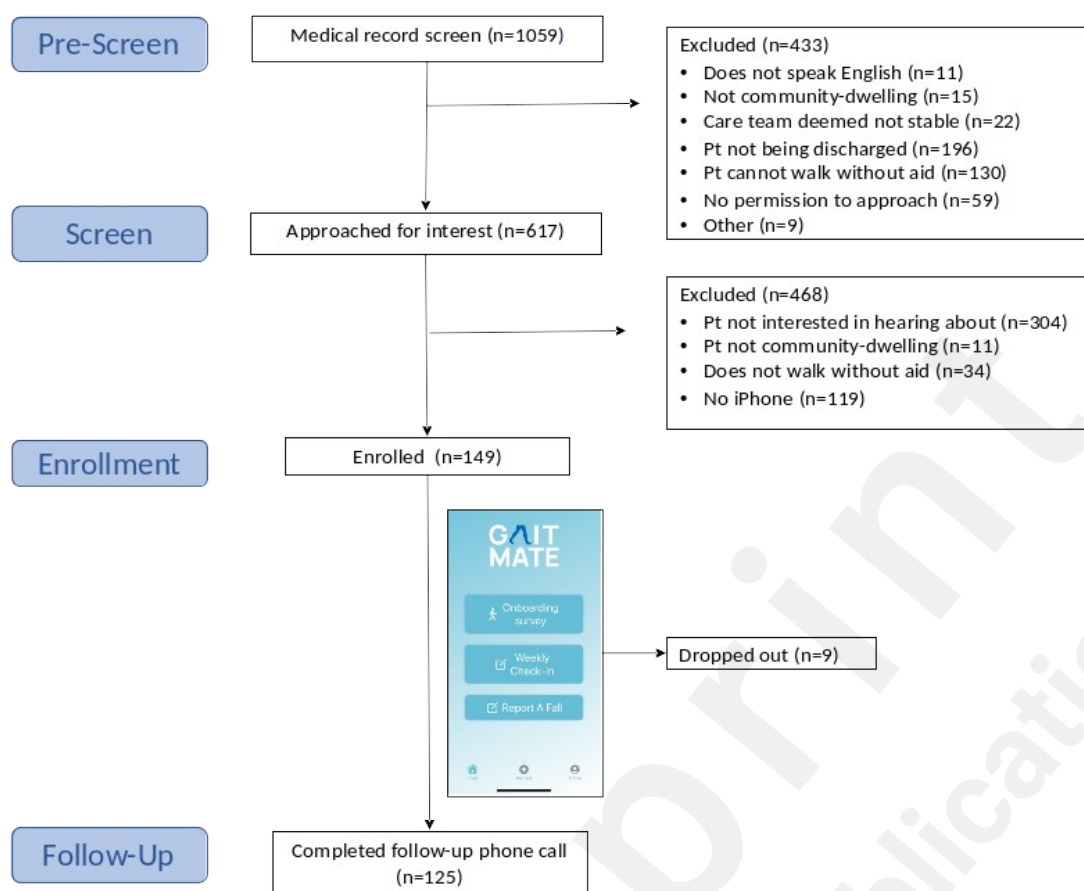 Pre-Screen
Medical record screen (n=1059)
Excluded (n=433)
• Does not speak English (n=11)
• Not community-dwelling (n=15)
• Care team deemed not stable (n=22)
• Pt not being discharged (n=196)
• Pt cannot walk without aid (n=130)
• No permission to approach (n=59)
• Other (n=9)
Screen
Approached for interest (n=617)
Excluded (n=468)
• Pt not interested in hearing about (n=304)
• Pt not community-dwelling (n=11)
• Does not walk without aid (n=34)
• No iPhone (n=119)
Enrollment
Enrolled (n=149)
GAIT
MATE
Onboarding
survey
Weekly
Check-in
Report A Fall
Dropped out (n=9)
Follow-Up
Completed follow-up phone call
(n=125)
print
blicatio